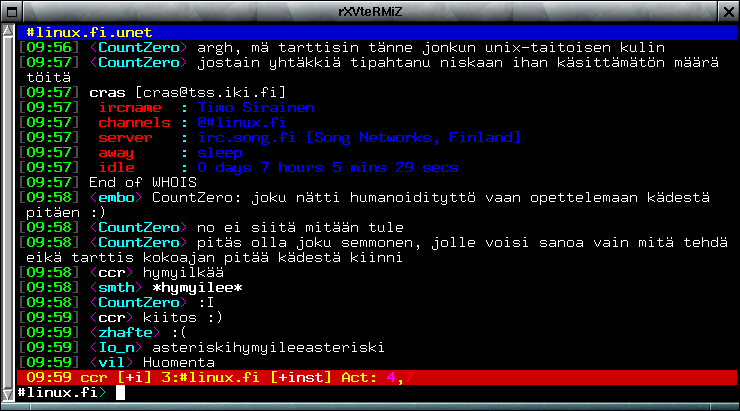 rXVteRMiZ
#linux.fi.unet
[09:56] <CountZero> argh, mä tarttisin tänne jonkun unix-taitoisen kulin
[09:57] <CountZero> jostain yhtäkkiä tipahtanu niskaan ihan käsittämätön määrä
töitä
[09:57] cras [cras@tss.iki.fi]
[09:57]  ircname  : Timo Sirainen
[09:57]  channels : @#linux.fi
[09:57]  server   : irc.song.fi [Song Networks, Finland]
[09:57]  away     : sleep
[09:57]  idle     : 0 days 7 hours 5 mins 29 secs
[09:57] End of WHOIS
[09:58] <embo> CountZero: joku nätti humanoidityttö vaan opettelemaan kädestä
pitäen :)
[09:58] <CountZero> no ei siitä mitään tule
[09:58] <CountZero> pitäs olla joku semmonen, jolle voisi sanoa vain mitä tehdä
eikä tarttis kokoajan pitää kädestä kiinni
[09:58] <ccr> hymyilkää
[09:58] <smth> *hymyilee*
[09:58] <CountZero> :I
[09:59] <ccr> kiitos :)
[09:59] <zhafte> :(
[09:59] <Io_n> asteriskihymyileeasteriski
[09:59] <vil> Huomenta
09:59 ccr [+i] 3:#linux.fi [+inst] Act: 4,7
#linux.fi>